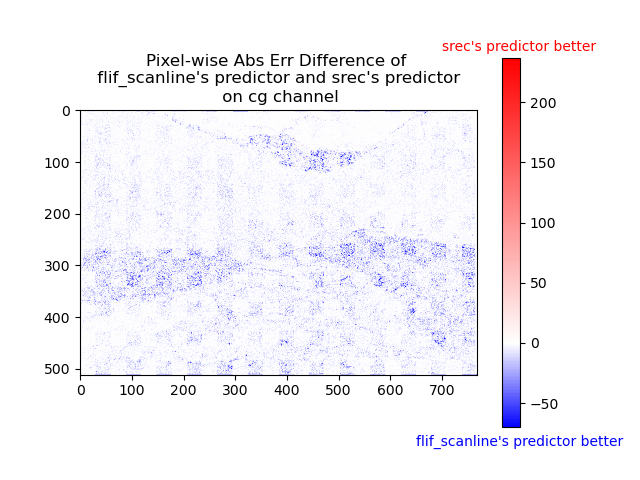 srec's predictor better
Pixel-wise Abs Err Difference of
flif_scanline's predictor and srec's predictor
on cg channel
0
100
200
300
400
500
0 100 200 300 400 500 600 700
200
150
100
50
0
−50
flif_scanline's predictor better